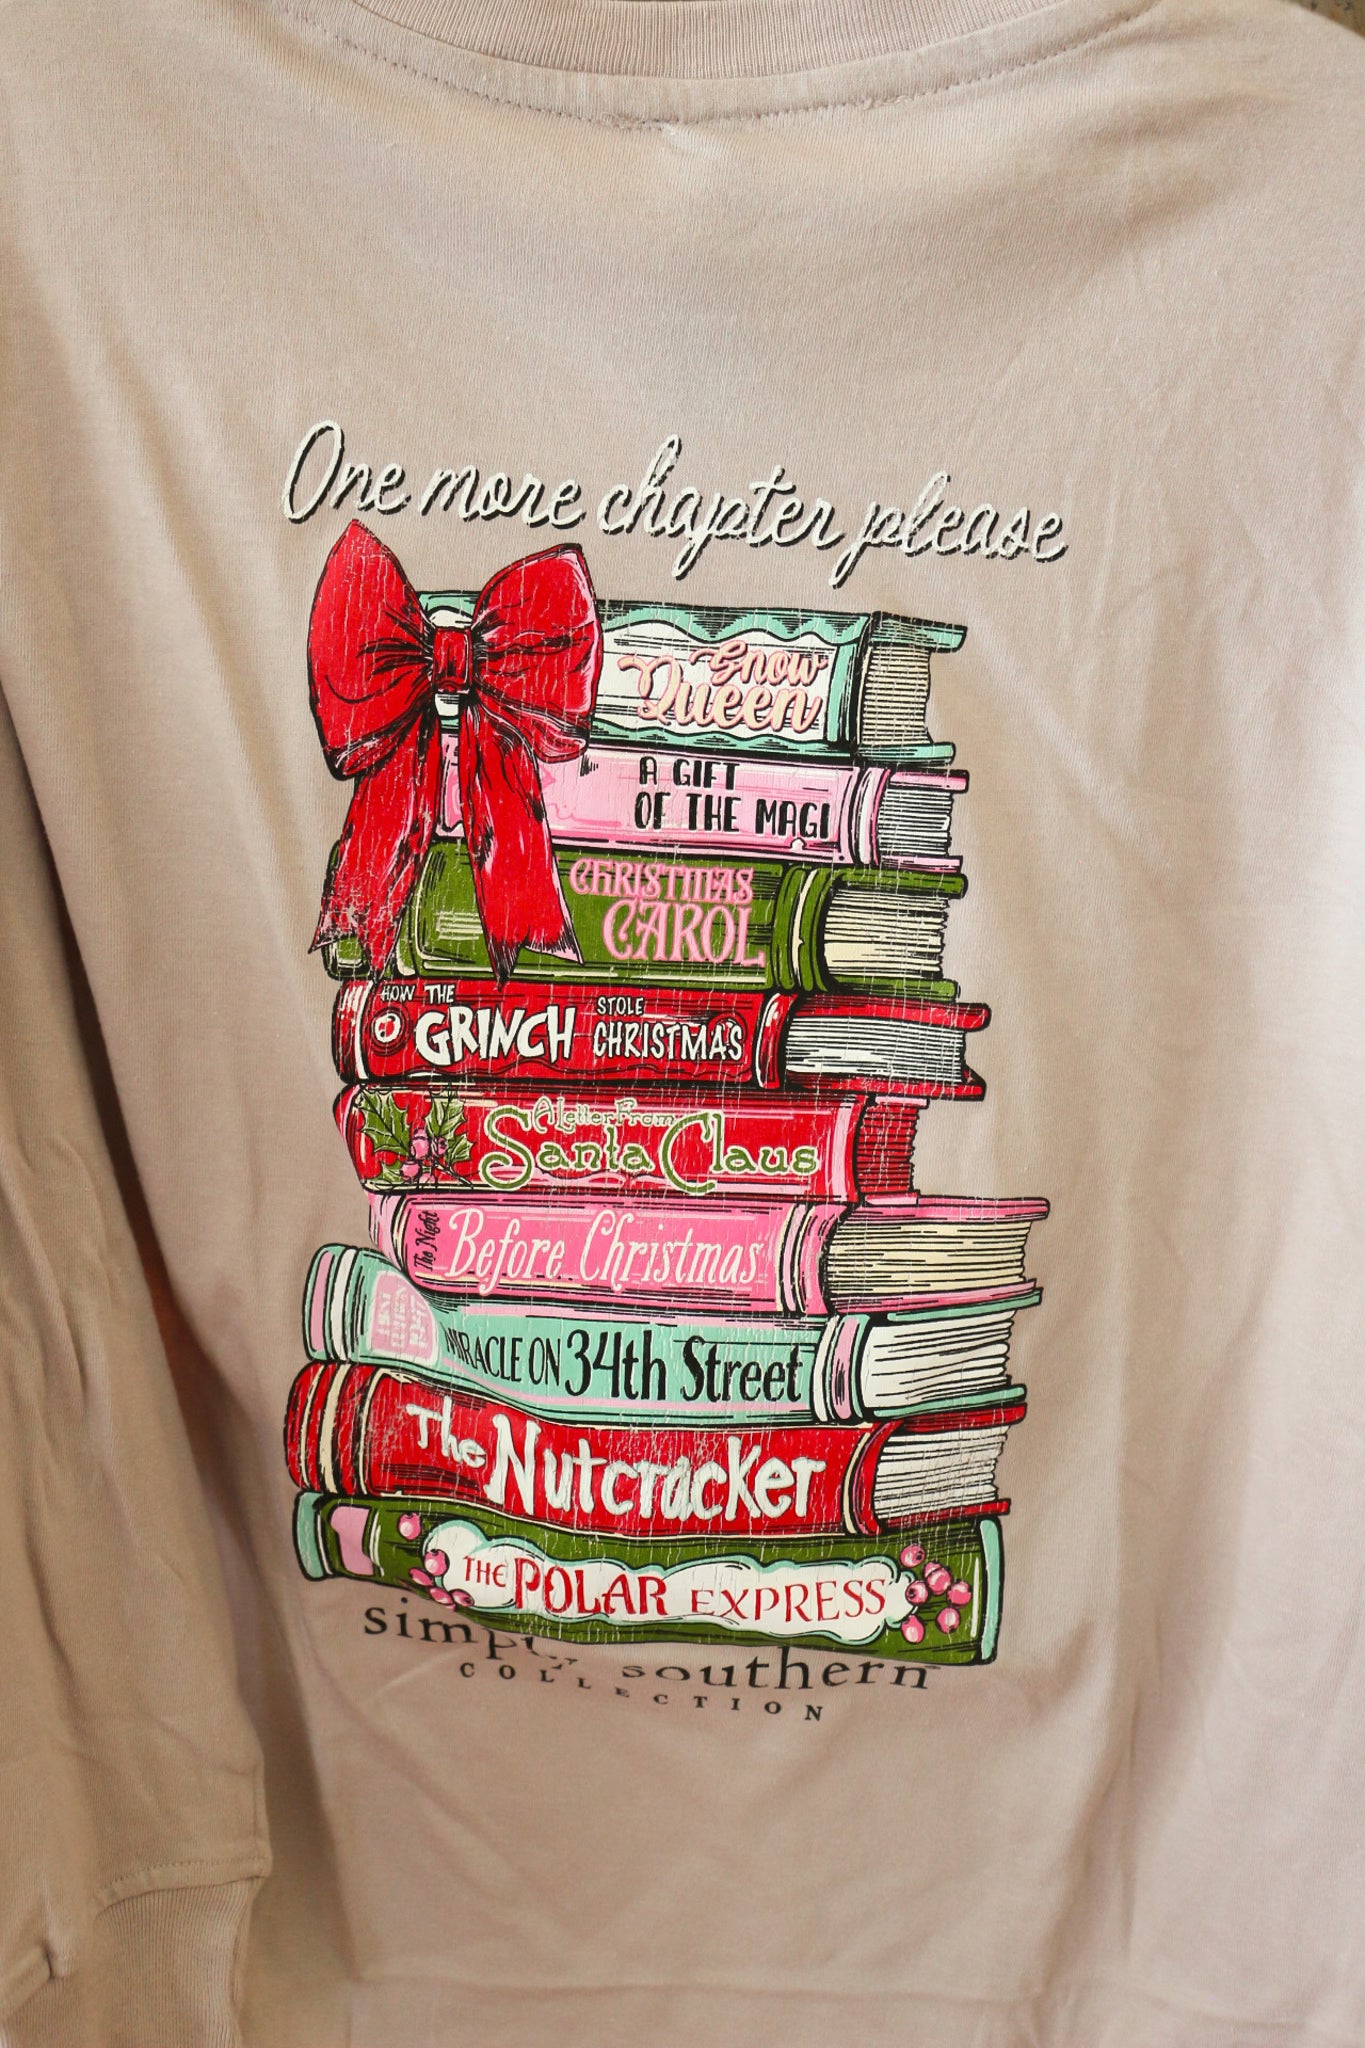 One more chapter please
Snow
Queen
A GIFT
OF THE MAGI
CHRISTMAS
CAROL
HOW THE
GRINCH
STOLE
CHRISTMAS
A Letter From
Santa Claus
The Night
Before Christmas
MIRACLE ON 34th Street
The Nutcracker
THE POLAR EXPRESS
simply southern
COLLECTION